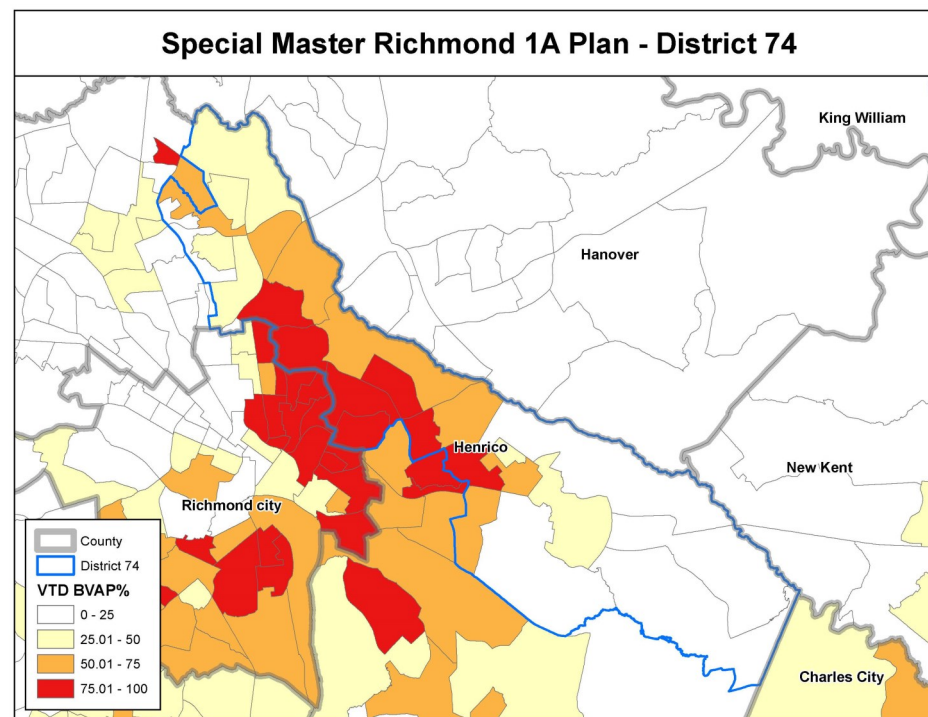 Special Master Richmond 1A Plan - District 74
King William
Hanover
Henrico
New Kent
Richmond city
Charles City
County
District 74
VTD BVAP%
0 - 25
25.01 - 50
50.01 - 75
75.01 - 100